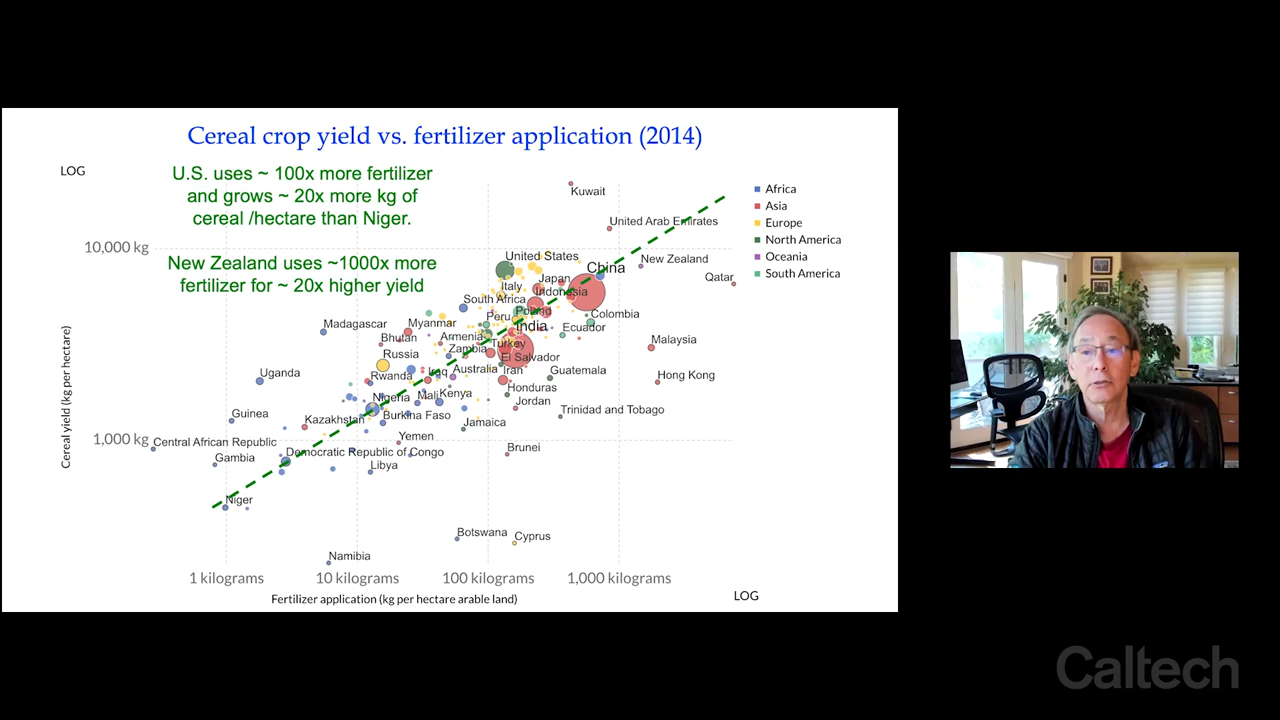 Cereal crop yield vs. fertilizer application (2014)
LOG
U.S. uses ~ 100x more fertilizer
and grows ~ 20x more kg of
cereal /hectare than Niger.
New Zealand uses ~1000x more
fertilizer for ~ 20x higher yield
Kuwait
United Arab Emirates
Africa
Asia
Europe
North America
Oceania
South America
10,000 kg
United States
New Zealand
China
Japan
Qatar
Italy
Indonesia
South Africa
Poland
Colombia
Peru
Madagascar
Myanmar
India
Ecuador
Bhutan
Armenia
Turkey
Malaysia
Zambia
Russia
El Salvador
Uganda
Rwanda
Iraq
Australia
Iran
Guatemala
Hong Kong
Honduras
Nigeria
Mali
Kenya
Jordan
Guinea
Kazakhstan
Burkina Faso
Trinidad and Tobago
Jamaica
1,000 kg
Central African Republic
Yemen
Brunei
Gambia
Democratic Republic of Congo
Libya
Niger
Botswana
Cyprus
Namibia
Cereal yield (kg per hectare)
1 kilograms
10 kilograms
100 kilograms
1,000 kilograms
Fertilizer application (kg per hectare arable land)
LOG
Caltech